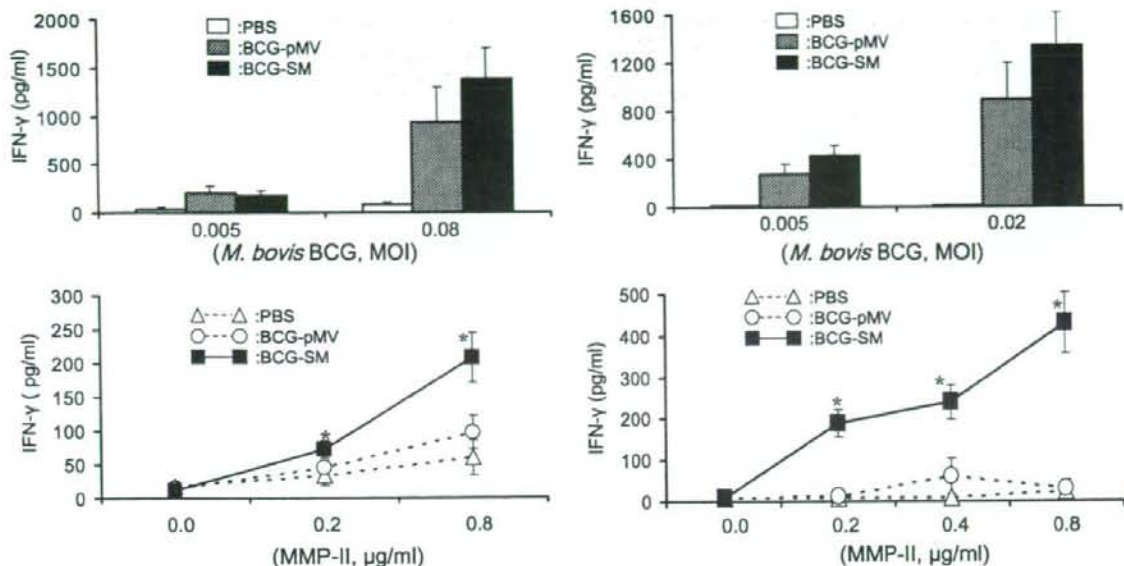 2000
1500
1000
500
0
IFN-γ (pg/ml)
:PBS
:BCG-pMV
:BCG-SM
0.005 0.08
(M. bovis BCG, MOI)
1600
1200
800
400
0
IFN-γ (pg/ml)
:PBS
:BCG-pMV
:BCG-SM
0.005 0.02
(M. bovis BCG, MOI)
300
250
200
150
100
50
0
IFN-γ ( pg/ml)
:PBS
:BCG-pMV
:BCG-SM
*
*
0.0 0.2 0.8
(MMP-II, µg/ml)
500
400
300
200
100
0
IFN-γ (pg/ml)
:PBS
:BCG-pMV
:BCG-SM
*
*
*
0.0 0.2 0.4 0.8
(MMP-II, µg/ml)